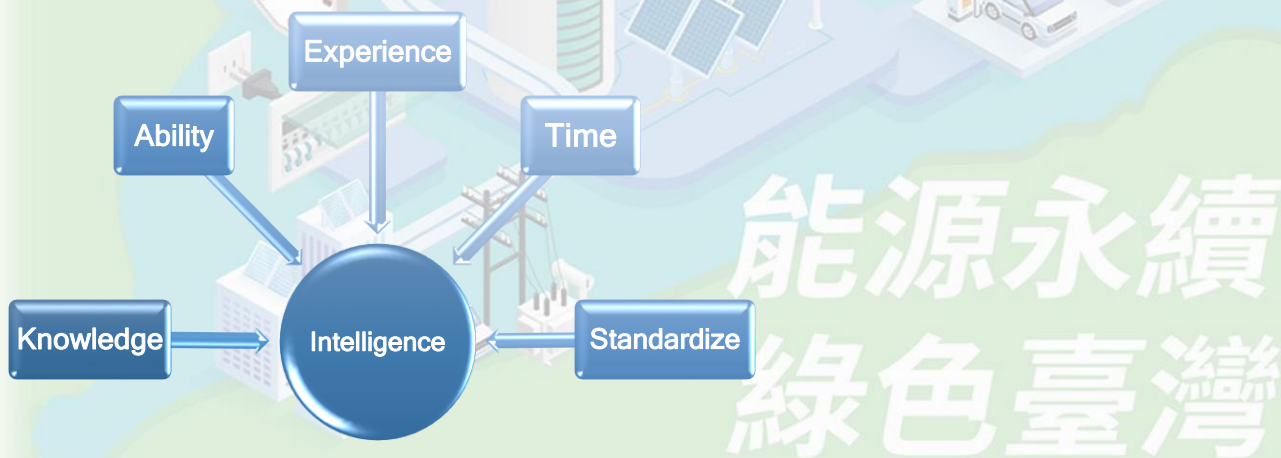 Experience
Ability
Time
Knowledge
Intelligence
Standardize
能源永續
綠色臺灣